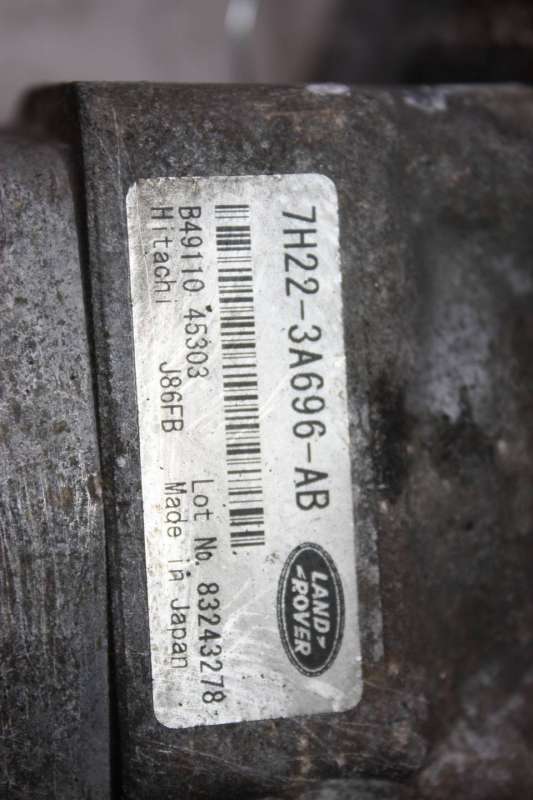 7H22-3A696-AB
LAND
ROVER
B49110 45303
Lot No. 83243278
Hitachi J86FB
Made in Japan